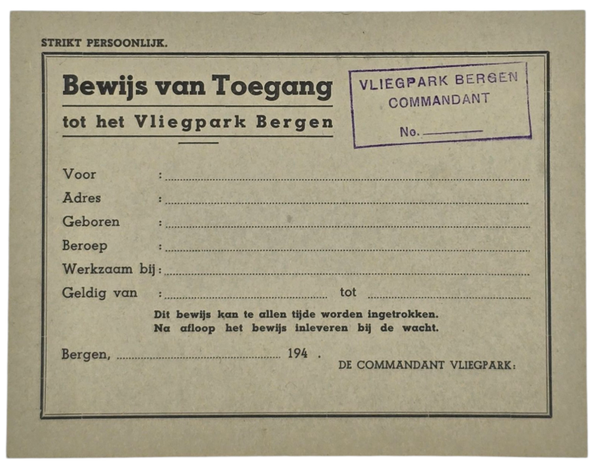 STRIKT PERSOONLIJK.
Bewijs van Toegang
tot het Vliegpark Bergen
VLIEGPARK BERGEN
COMMANDANT
No.
Voor :
Adres :
Geboren :
Beroep :
Werkzaam bij :
Geldig van : tot
Dit bewijs kan te allen tijde worden ingetrokken.
Na afloop het bewijs inleveren bij de wacht.
Bergen, 194 .
DE COMMANDANT VLIEGPARK: